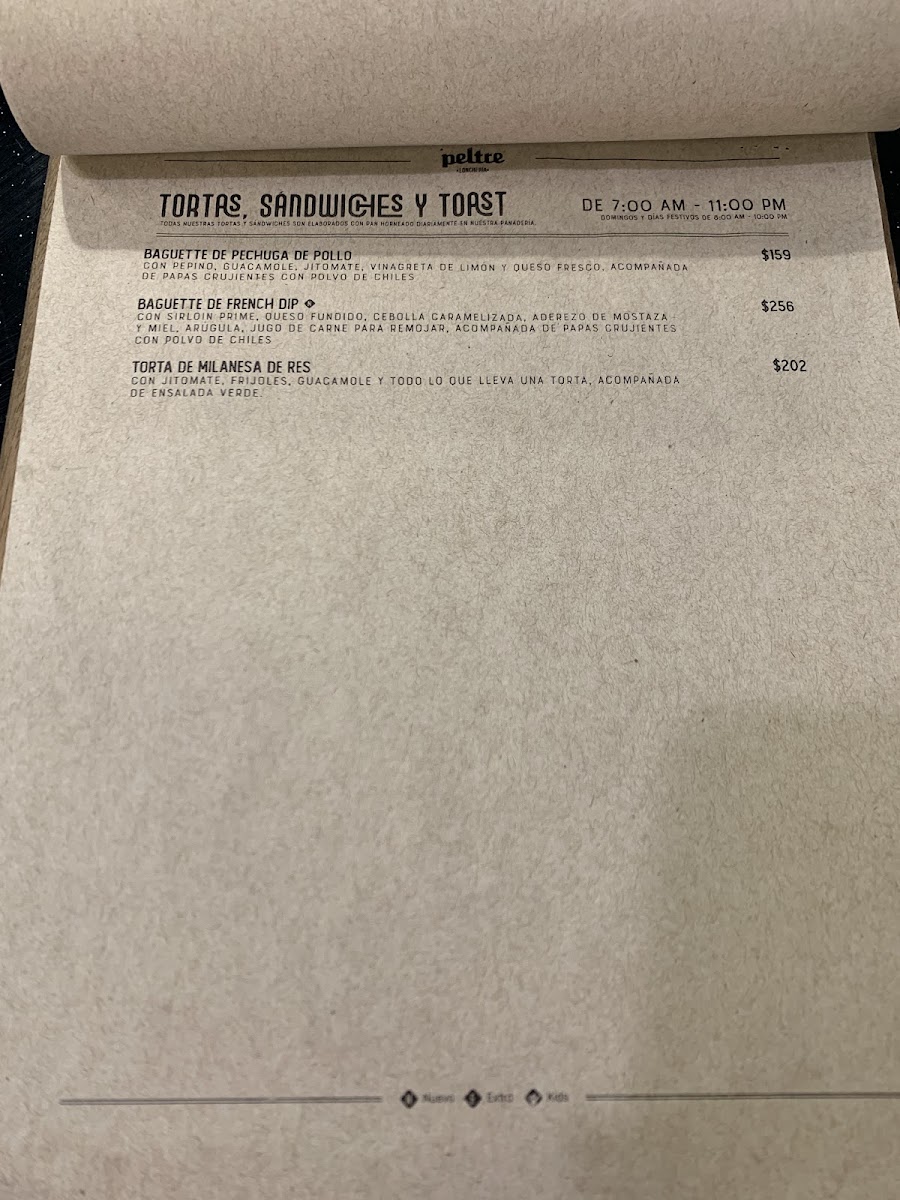 peltre
LONCHERÍA
TORTAS, SÁNDWICHES Y TOAST
DE 7:00 AM - 11:00 PM
TODAS NUESTRAS TORTAS Y SÁNDWICHES SON ELABORADOS CON PAN HORNEADO DIARIAMENTE EN NUESTRA PANADERÍA.
DOMINGOS Y DÍAS FESTIVOS DE 8:00 AM - 10:00 PM
BAGUETTE DE PECHUGA DE POLLO $159
CON PEPINO, GUACAMOLE, JITOMATE, VINAGRETA DE LIMÓN Y QUESO FRESCO, ACOMPAÑADA
DE PAPAS CRUJIENTES CON POLVO DE CHILES.
BAGUETTE DE FRENCH DIP $256
CON SIRLOIN PRIME, QUESO FUNDIDO, CEBOLLA CARAMELIZADA, ADEREZO DE MOSTAZA
Y MIEL, ARÚGULA, JUGO DE CARNE PARA REMOJAR, ACOMPAÑADA DE PAPAS CRUJIENTES
CON POLVO DE CHILES
TORTA DE MILANESA DE RES $202
CON JITOMATE, FRIJOLES, GUACAMOLE Y TODO LO QUE LLEVA UNA TORTA, ACOMPAÑADA
DE ENSALADA VERDE.
N Nuevo E Extra Kids